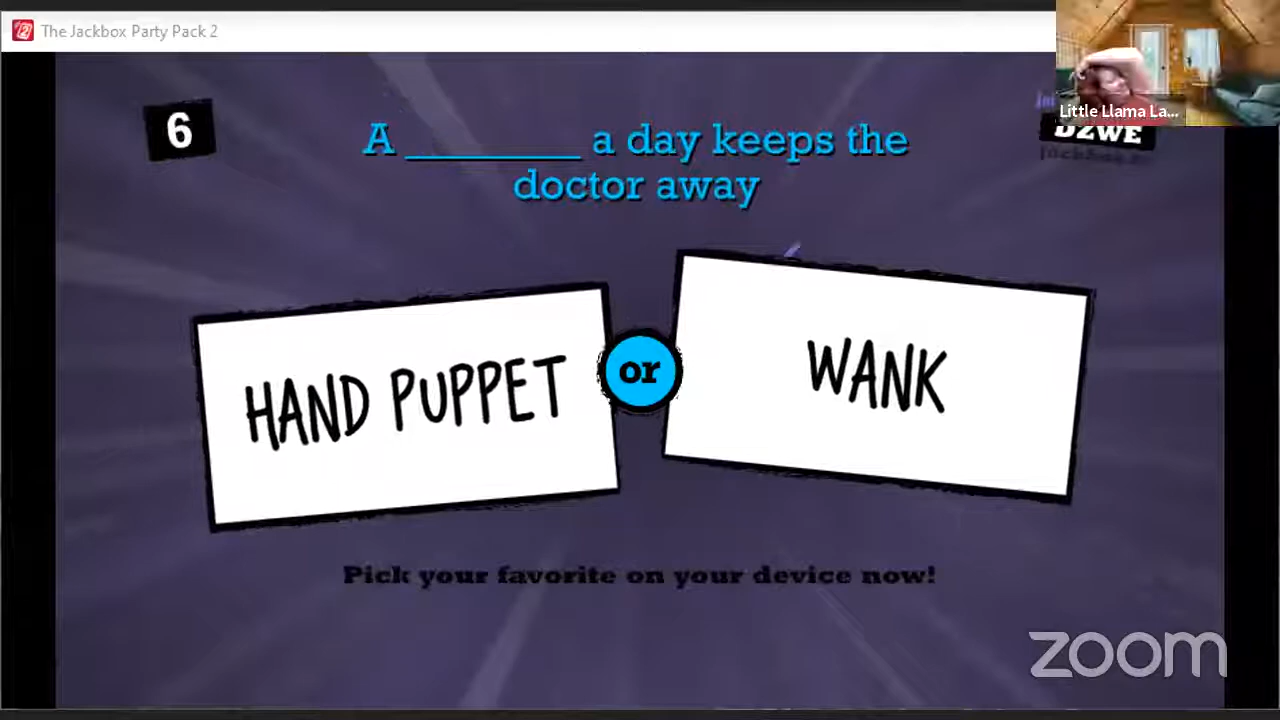 The Jackbox Party Pack 2
Little Llama La...
6
A ________ a day keeps the
doctor away
DZWE
HAND PUPPET
or
WANK
Pick your favorite on your device now!
zoom